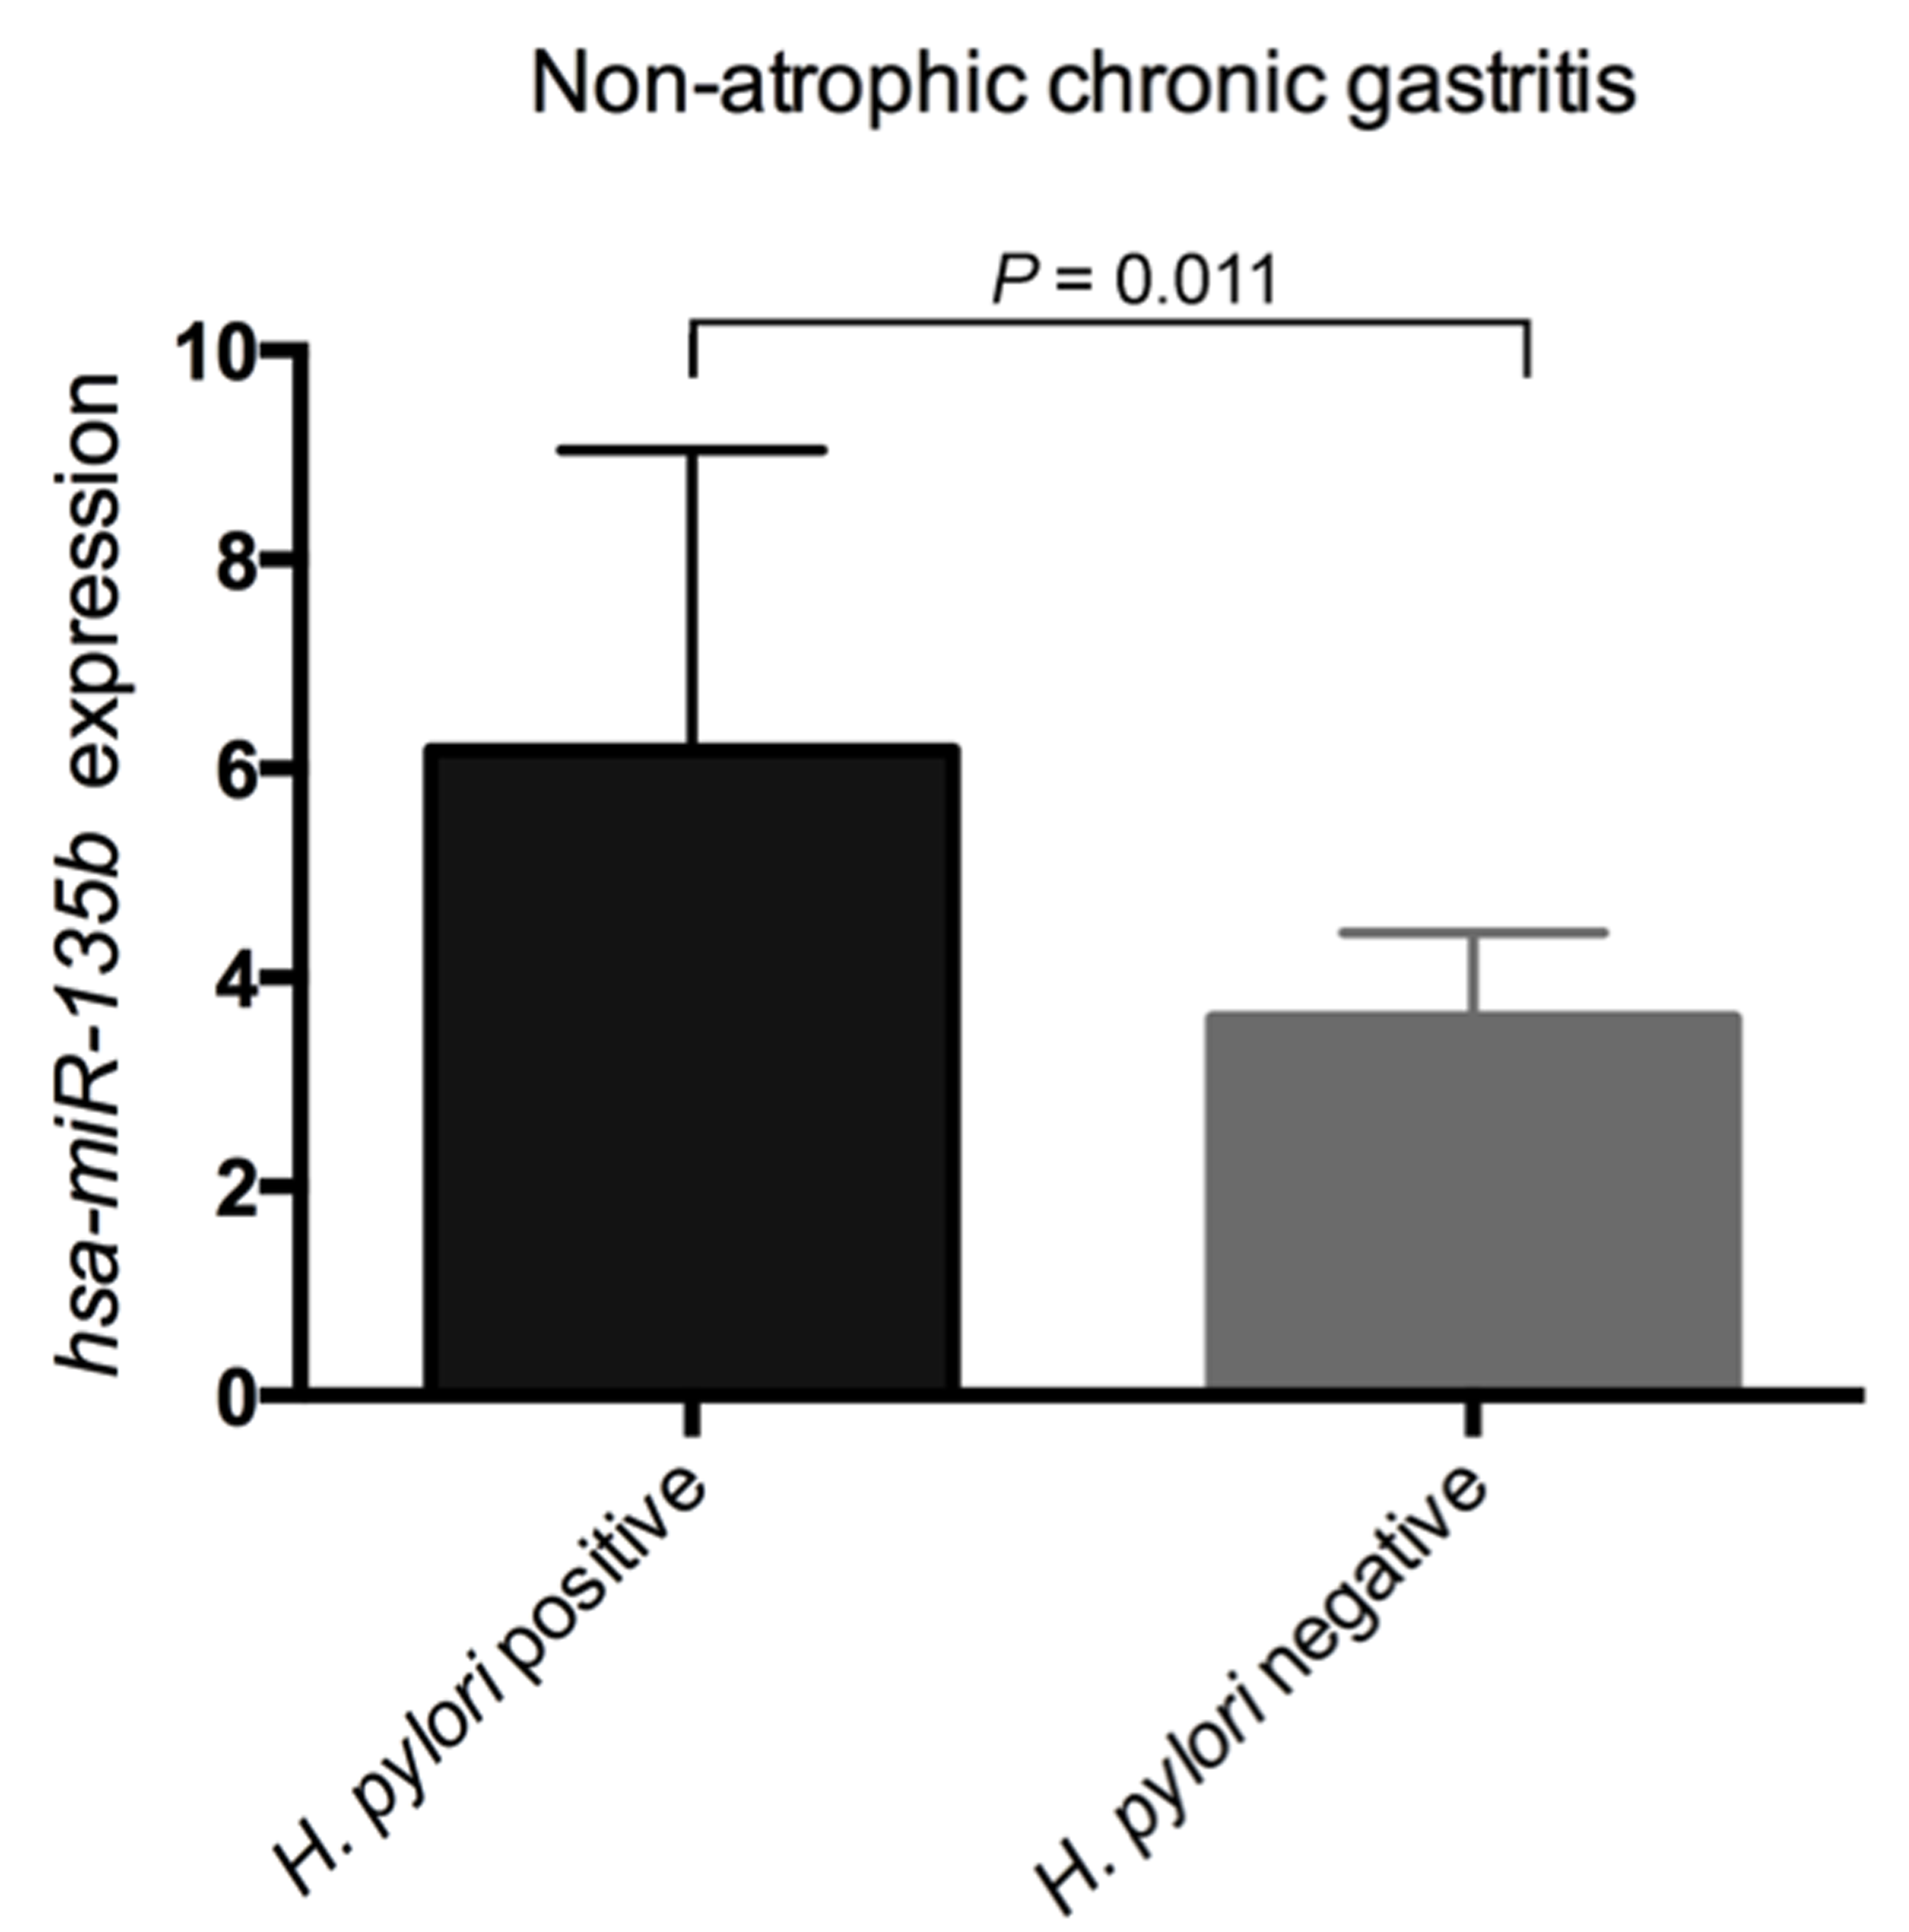 Non-atrophic chronic gastritis
P = 0.011
hsa-miR-135b expression
10
8
6
4
2
0
H. pylori positive
H. pylori negative